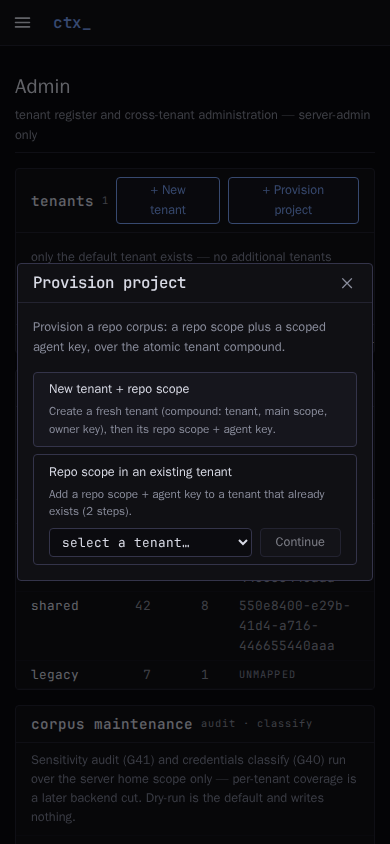 ctx_
Admin
tenant register and cross-tenant administration — server-admin
only
tenants 1
+ New
tenant
+ Provision
project
only the default tenant exists — no additional tenants
Provision project
Provision a repo corpus: a repo scope plus a scoped
agent key, over the atomic tenant compound.
New tenant + repo scope
Create a fresh tenant (compound: tenant, main scope,
owner key), then its repo scope + agent key.
Repo scope in an existing tenant
Add a repo scope + agent key to a tenant that already
exists (2 steps).
select a tenant…
Continue
shared 42 8 550e8400-e29b-
41d4-a716-
446655440aaa
legacy 7 1 UNMAPPED
corpus maintenance audit · classify
Sensitivity audit (G41) and credentials classify (G40) run
over the server home scope only — per-tenant coverage is
a later backend cut. Dry-run is the default and writes
nothing.